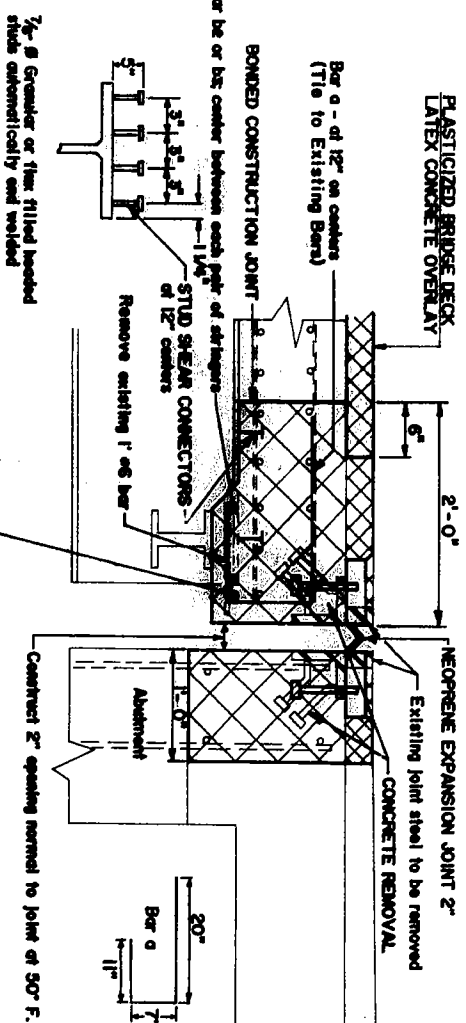 PLASTICIZED BRIDGE DECK
LATEX CONCRETE OVERLAY
2'-0"
6"
NEOPRENE EXPANSION JOINT 2"
Existing joint steel to be removed
CONCRETE REMOVAL
Bar a - at 12" on centers
(Tie to Existing Bars)
BONDED CONSTRUCTION JOINT
or b2 or b3; center between each pair of stringers
STUD SHEAR CONNECTORS
at 12" centers
Remove existing 1' #6 bar
1'-0"
Abutment
Construct 2" opening normal to joint at 50° F.
20"
Bar a
11"
7"
5"
3"
3"
3"
1 1/4"
7/8" Ø Granular or flux filled headed
studs automatically end welded